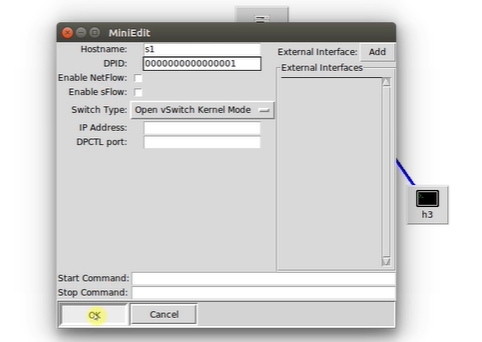 MiniEdit
Hostname: s1
DPID: 0000000000000001
Enable NetFlow:
Enable sFlow:
Switch Type: Open vSwitch Kernel Mode
IP Address:
DPCTL port:
External Interface: Add
External Interfaces
h3
Start Command:
Stop Command:
OK Cancel